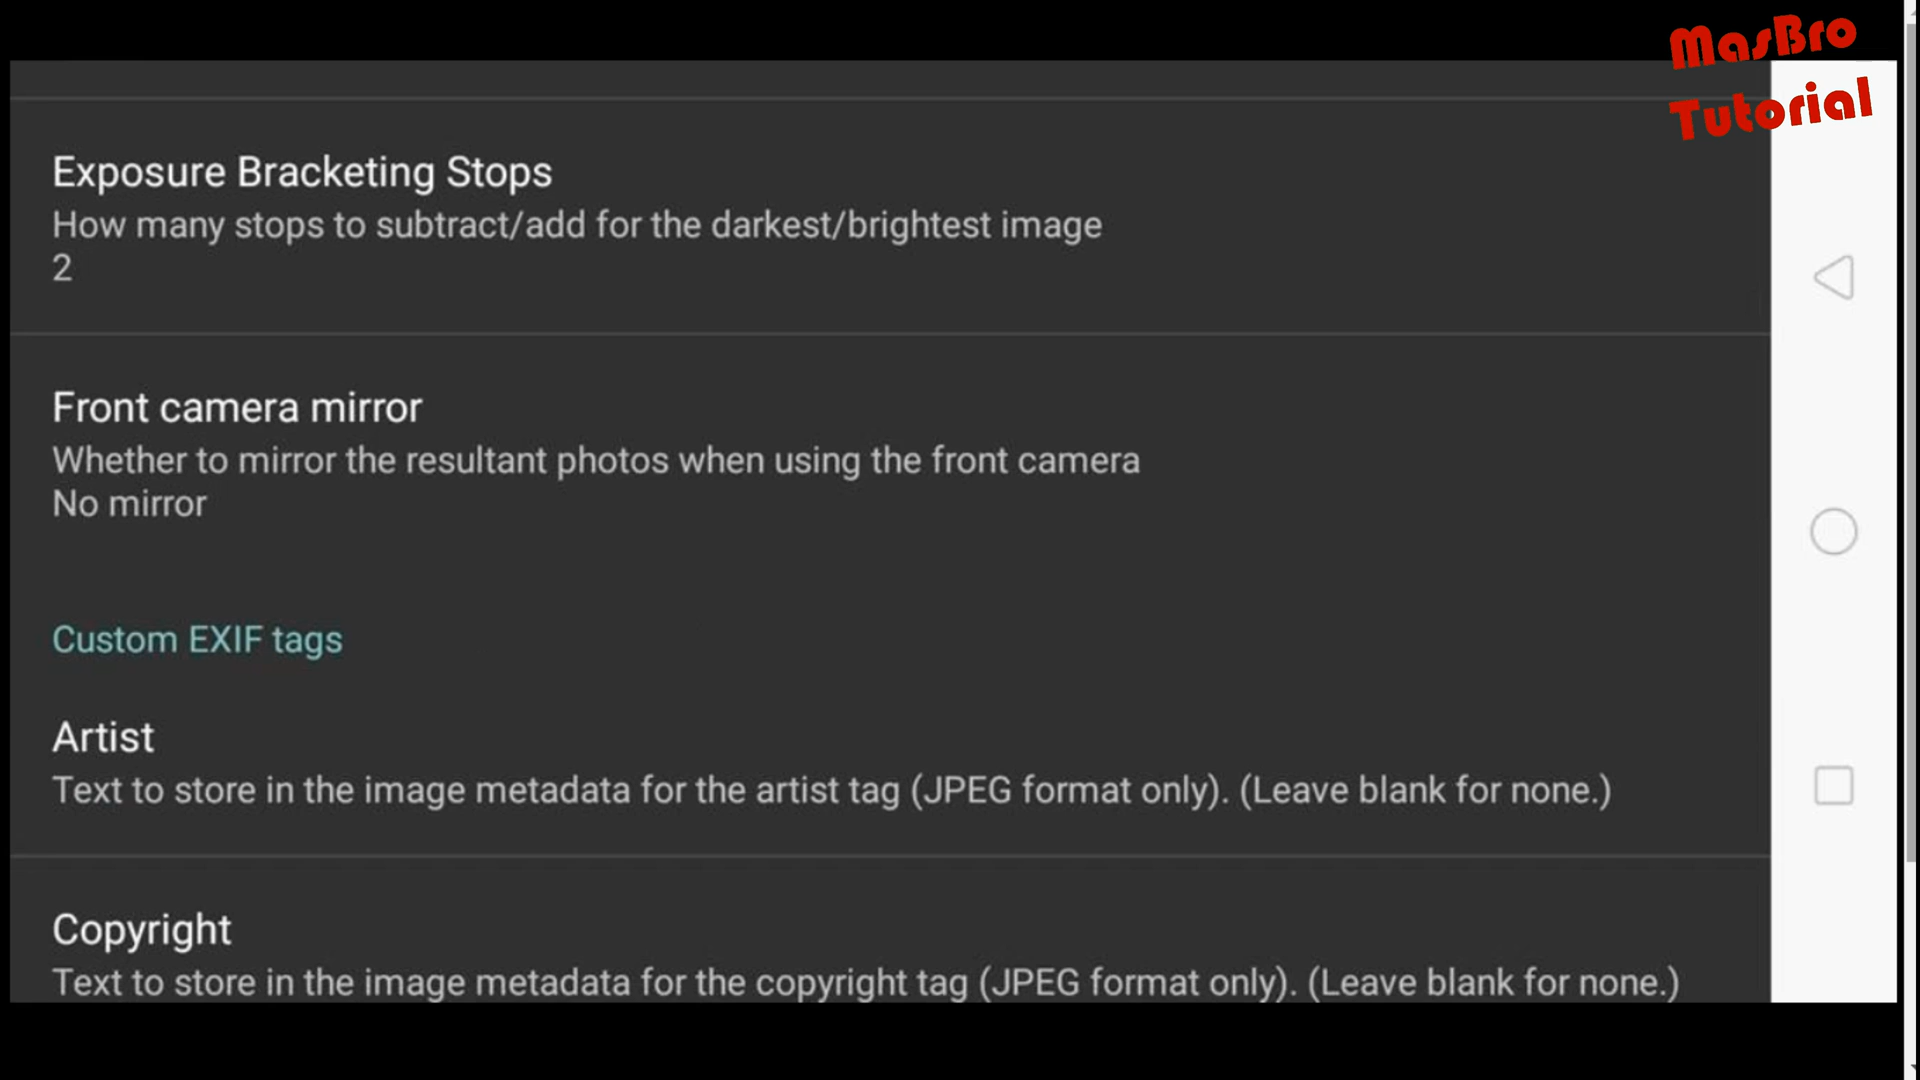 MasBro
Tutorial
Exposure Bracketing Stops
How many stops to subtract/add for the darkest/brightest image
2
Front camera mirror
Whether to mirror the resultant photos when using the front camera
No mirror
Custom EXIF tags
Artist
Text to store in the image metadata for the artist tag (JPEG format only). (Leave blank for none.)
Copyright
Text to store in the image metadata for the copyright tag (JPEG format only). (Leave blank for none.)